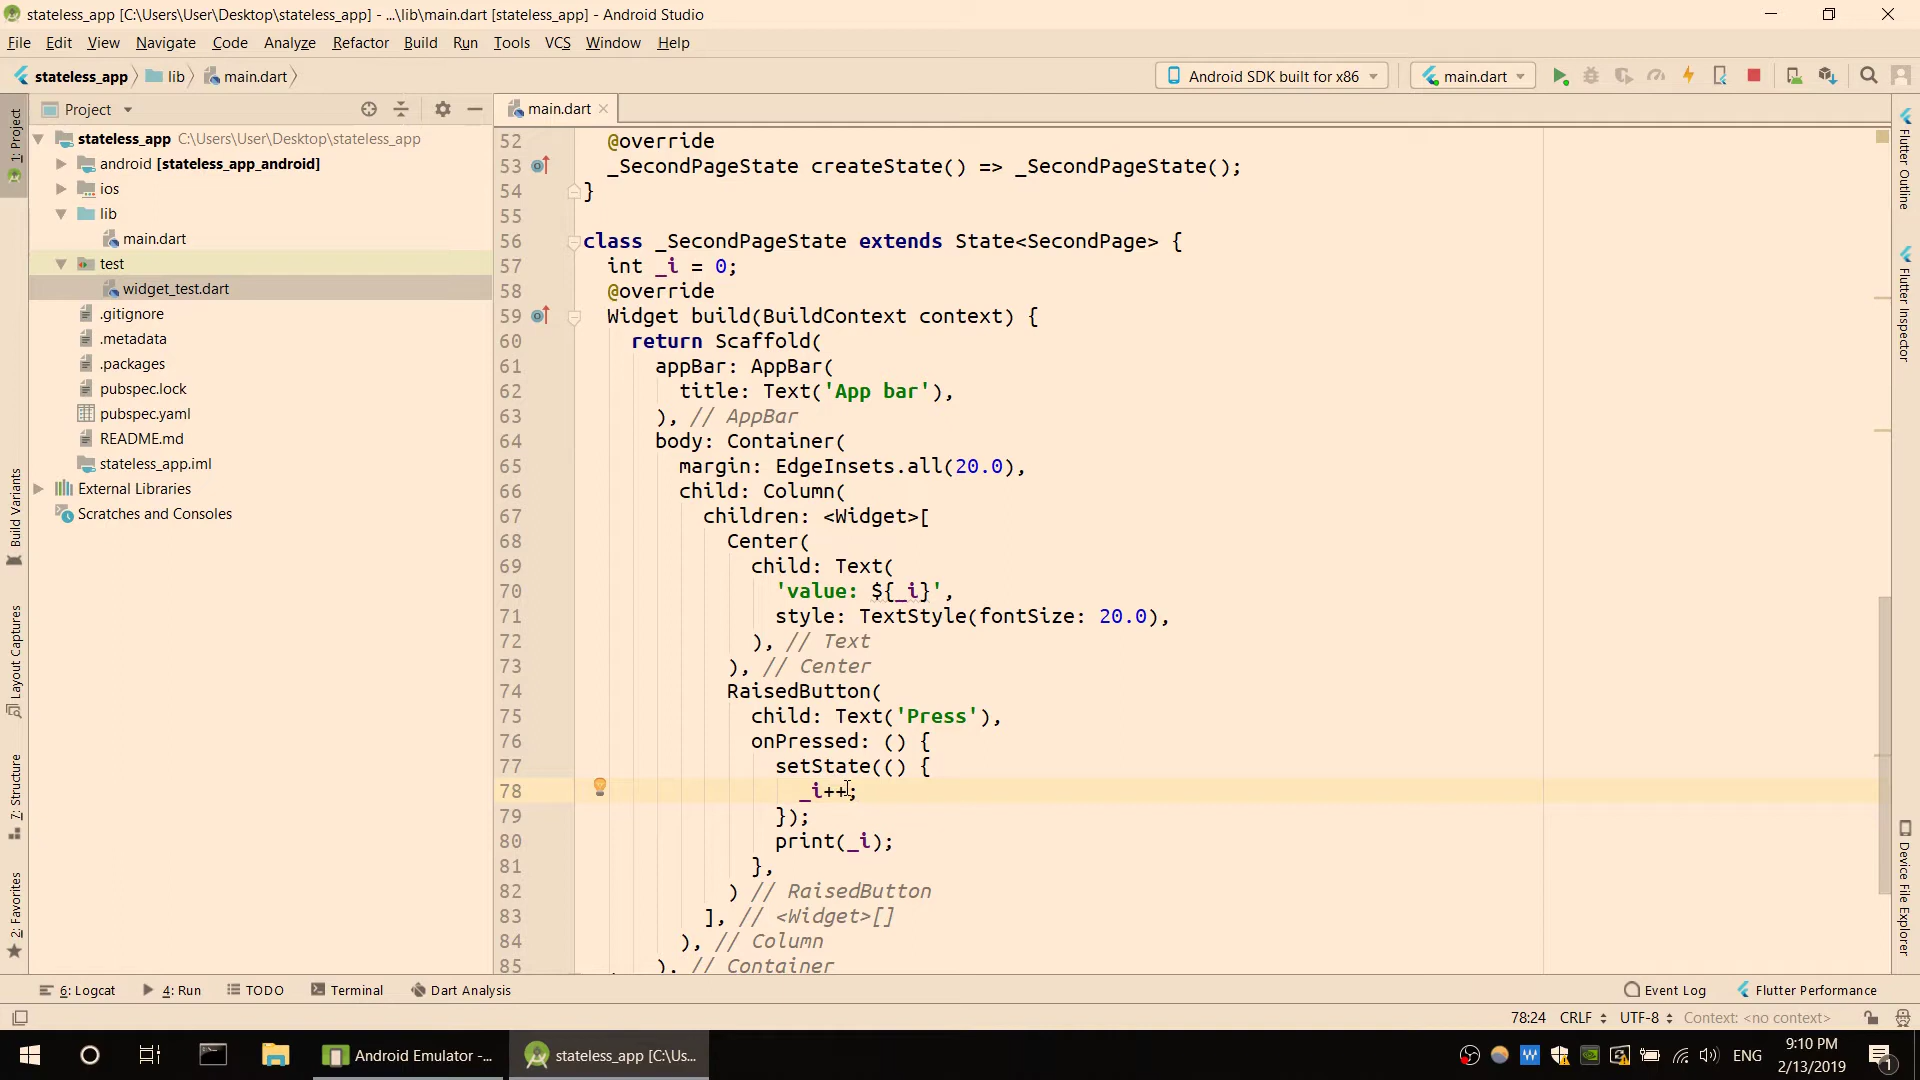 stateless_app [C:\Users\User\Desktop\stateless_app] - ...\lib\main.dart [stateless_app] - Android Studio
File Edit View Navigate Code Analyze Refactor Build Run Tools VCS Window Help
stateless_app lib main.dart Android SDK built for x86 main.dart
Project main.dart
1: Project
Build Variants
Layout Captures
7: Structure
2: Favorites
stateless_app C:\Users\User\Desktop\stateless_app
android [stateless_app_android]
ios
lib
main.dart
test
widget_test.dart
.gitignore
.metadata
.packages
pubspec.lock
pubspec.yaml
README.md
stateless_app.iml
External Libraries
Scratches and Consoles
52 @override
53 _SecondPageState createState() => _SecondPageState();
54 }
55
56 class _SecondPageState extends State<SecondPage> {
57 int _i = 0;
58 @override
59 Widget build(BuildContext context) {
60 return Scaffold(
61 appBar: AppBar(
62 title: Text('App bar'),
63 ), // AppBar
64 body: Container(
65 margin: EdgeInsets.all(20.0),
66 child: Column(
67 children: <Widget>[
68 Center(
69 child: Text(
70 'value: ${_i}',
71 style: TextStyle(fontSize: 20.0),
72 ), // Text
73 ), // Center
74 RaisedButton(
75 child: Text('Press'),
76 onPressed: () {
77 setState(() {
78 _i++;
79 });
80 print(_i);
81 },
82 ) // RaisedButton
83 ], // <Widget>[]
84 ), // Column
85 ), // Container
Flutter Outline
Flutter Inspector
Device File Explorer
6: Logcat 4: Run TODO Terminal Dart Analysis Event Log Flutter Performance
78:24 CRLF UTF-8 Context: <no context>
Android Emulator -... stateless_app [C:\Us... ENG 9:10 PM
2/13/2019
1